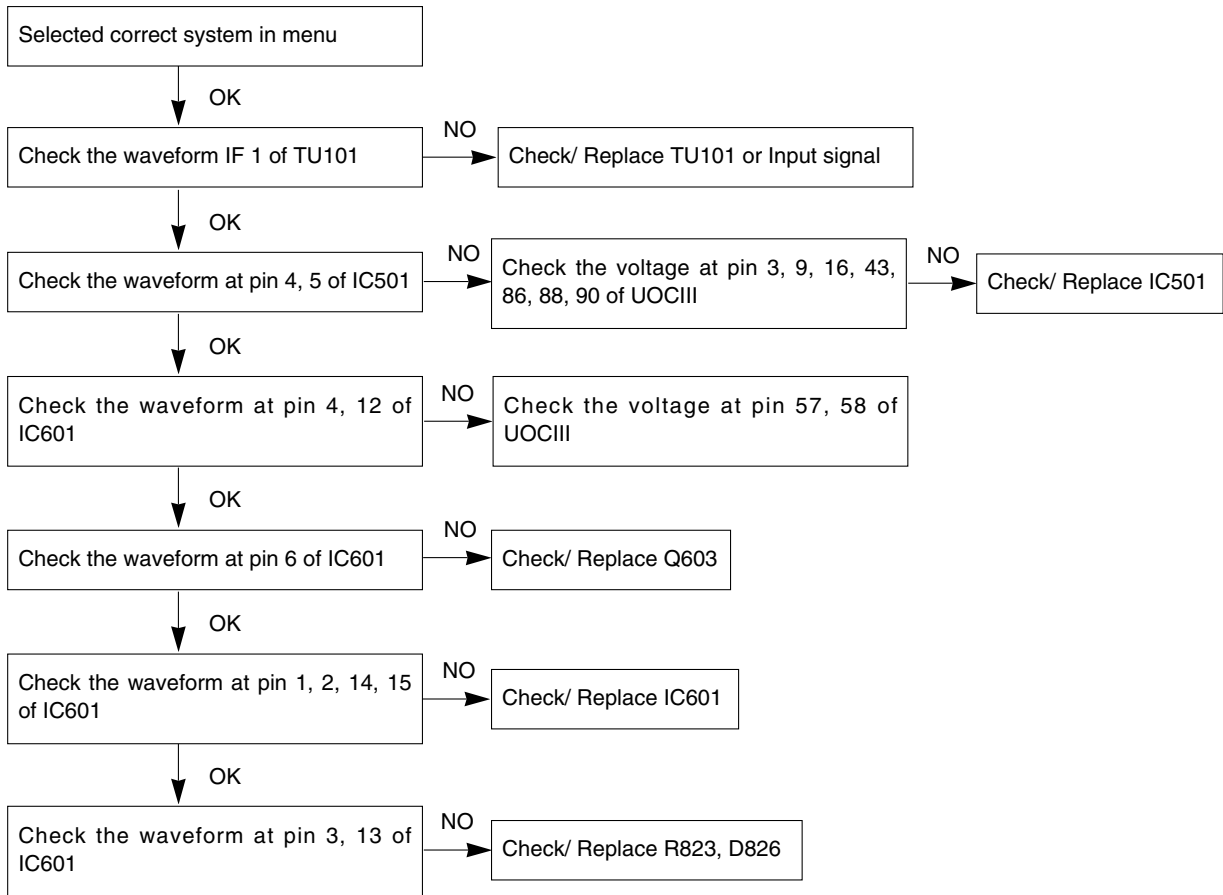 Selected correct system in menu
OK
Check the waveform IF 1 of TU101
NO
Check/ Replace TU101 or Input signal
OK
Check the waveform at pin 4, 5 of IC501
NO
Check the voltage at pin 3, 9, 16, 43,
86, 88, 90 of UOCIII
NO
Check/ Replace IC501
OK
Check the waveform at pin 4, 12 of
IC601
NO
Check the voltage at pin 57, 58 of
UOCIII
OK
Check the waveform at pin 6 of IC601
NO
Check/ Replace Q603
OK
Check the waveform at pin 1, 2, 14, 15
of IC601
NO
Check/ Replace IC601
OK
Check the waveform at pin 3, 13 of
IC601
NO
Check/ Replace R823, D826